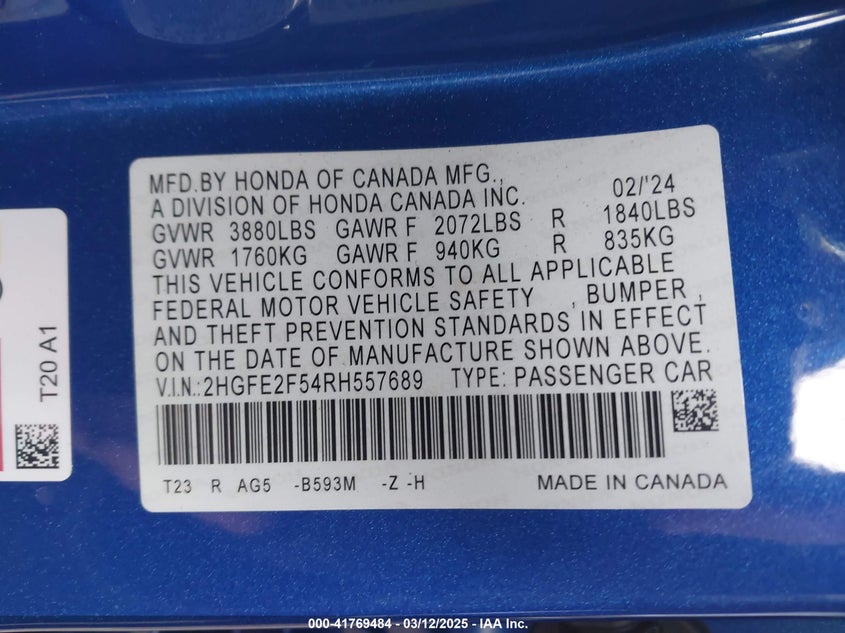 MFD.BY HONDA OF CANADA MFG.,
A DIVISION OF HONDA CANADA INC. 02/'24
GVWR 3880LBS GAWR F 2072LBS R 1840LBS
GVWR 1760KG GAWR F 940KG R 835KG
THIS VEHICLE CONFORMS TO ALL APPLICABLE
FEDERAL MOTOR VEHICLE SAFETY , BUMPER ,
AND THEFT PREVENTION STANDARDS IN EFFECT
ON THE DATE OF MANUFACTURE SHOWN ABOVE.
V.I.N.:2HGFE2F54RH557689 TYPE: PASSENGER CAR
T23 R AG5 -B593M -Z -H MADE IN CANADA
T20 A1
000-41769484 - 03/12/2025 - IAA Inc.